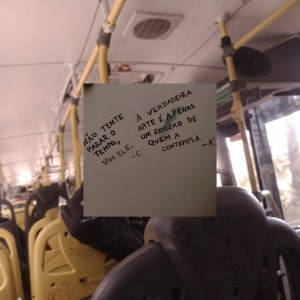 NÃO TENTE
PARAR O
TEMPO,
VIVA ELE.
-C
A VERDADEIRA
ARTE É APENAS
UM REFLEXO DE
QUEM A
CONTEMPLA.